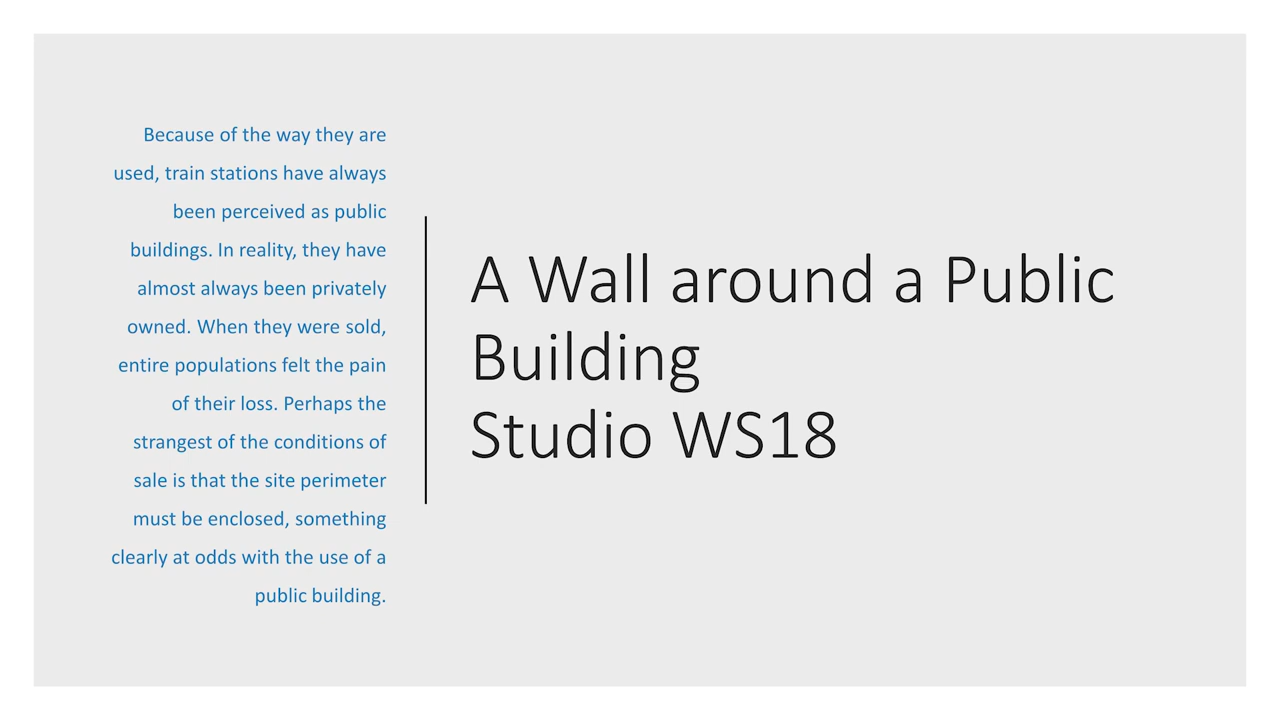 Because of the way they are
used, train stations have always
been perceived as public
buildings. In reality, they have
almost always been privately
owned. When they were sold,
entire populations felt the pain
of their loss. Perhaps the
strangest of the conditions of
sale is that the site perimeter
must be enclosed, something
clearly at odds with the use of a
public building.
A Wall around a Public
Building
Studio WS18